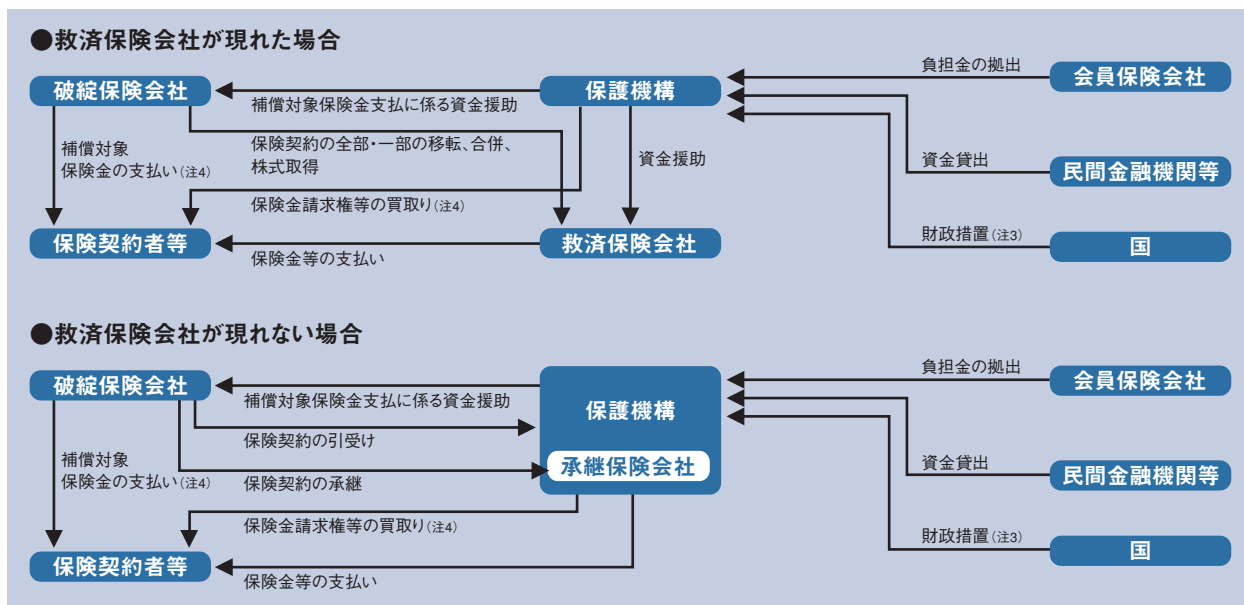 ●救済保険会社が現れた場合
破綻保険会社
補償対象保険金支払に係る資金援助
保護機構
負担金の拠出
会員保険会社
補償対象
保険金の支払い(注4)
保険契約の全部・一部の移転、合併、
株式取得
資金援助
資金貸出
民間金融機関等
保険金請求権等の買取り(注4)
保険契約者等
保険金等の支払い
救済保険会社
財政措置(注3)
国
●救済保険会社が現れない場合
破綻保険会社
補償対象保険金支払に係る資金援助
保護機構
負担金の拠出
会員保険会社
保険契約の引受け
補償対象
保険金の支払い(注4)
保険契約の承継
承継保険会社
資金貸出
民間金融機関等
保険金請求権等の買取り(注4)
財政措置(注3)
国
保険契約者等
保険金等の支払い